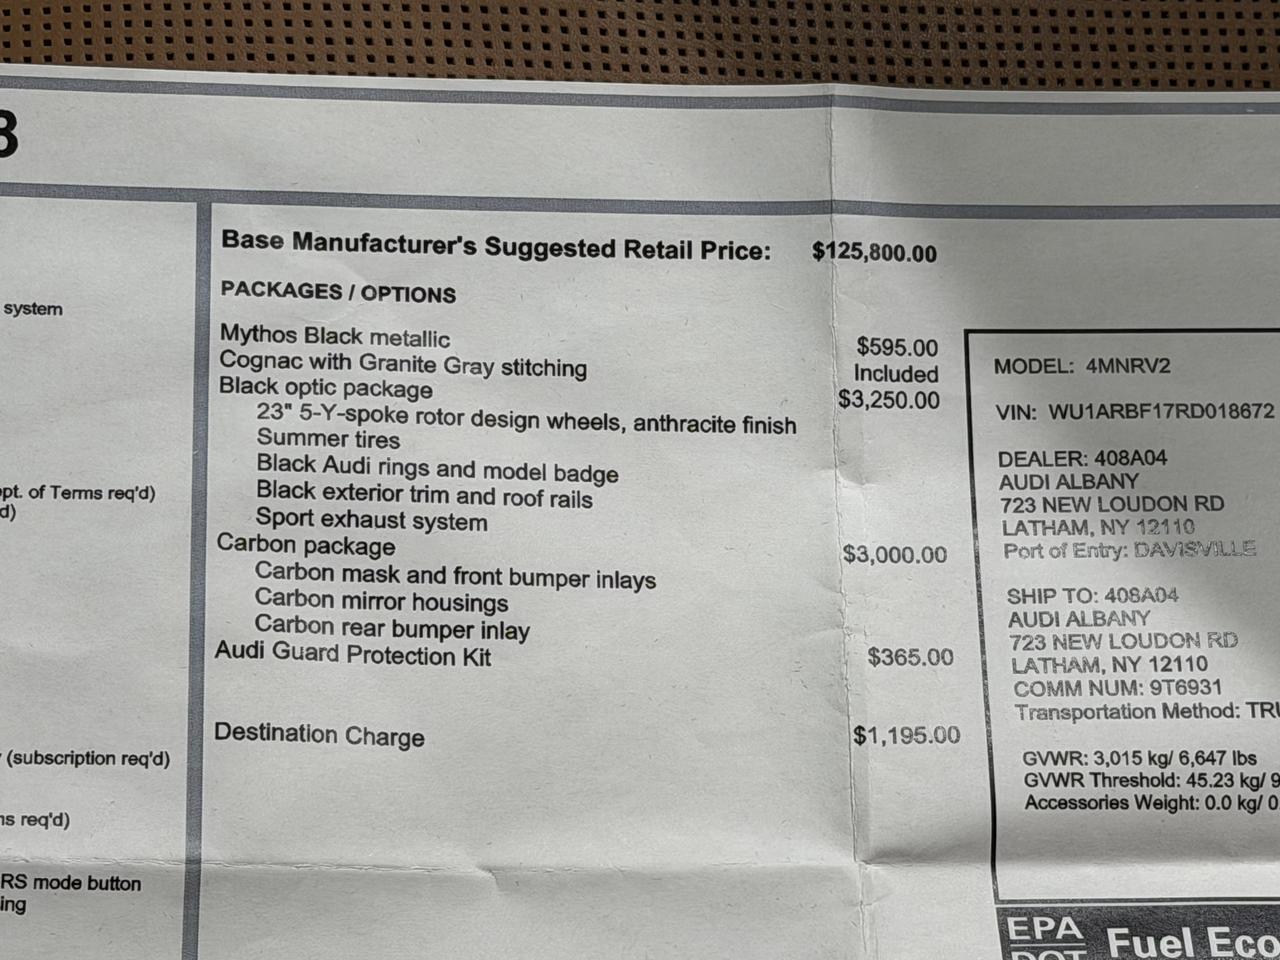 8
system
pt. of Terms req'd)
d)
(subscription req'd)
ns req'd)
RS mode button
ing
Base Manufacturer's Suggested Retail Price: $125,800.00
PACKAGES / OPTIONS
Mythos Black metallic $595.00
Cognac with Granite Gray stitching Included
Black optic package $3,250.00
23" 5-Y-spoke rotor design wheels, anthracite finish
Summer tires
Black Audi rings and model badge
Black exterior trim and roof rails
Sport exhaust system
Carbon package $3,000.00
Carbon mask and front bumper inlays
Carbon mirror housings
Carbon rear bumper inlay
Audi Guard Protection Kit $365.00
Destination Charge $1,195.00
MODEL: 4MNRV2
VIN: WU1ARBF17RD018672
DEALER: 408A04
AUDI ALBANY
723 NEW LOUDON RD
LATHAM, NY 12110
Port of Entry: DAVISVILLE
SHIP TO: 408A04
AUDI ALBANY
723 NEW LOUDON RD
LATHAM, NY 12110
COMM NUM: 9T6931
Transportation Method: TRU
GVWR: 3,015 kg/ 6,647 lbs
GVWR Threshold: 45.23 kg/ 9
Accessories Weight: 0.0 kg/ 0.
EPA
DOT
Fuel Eco